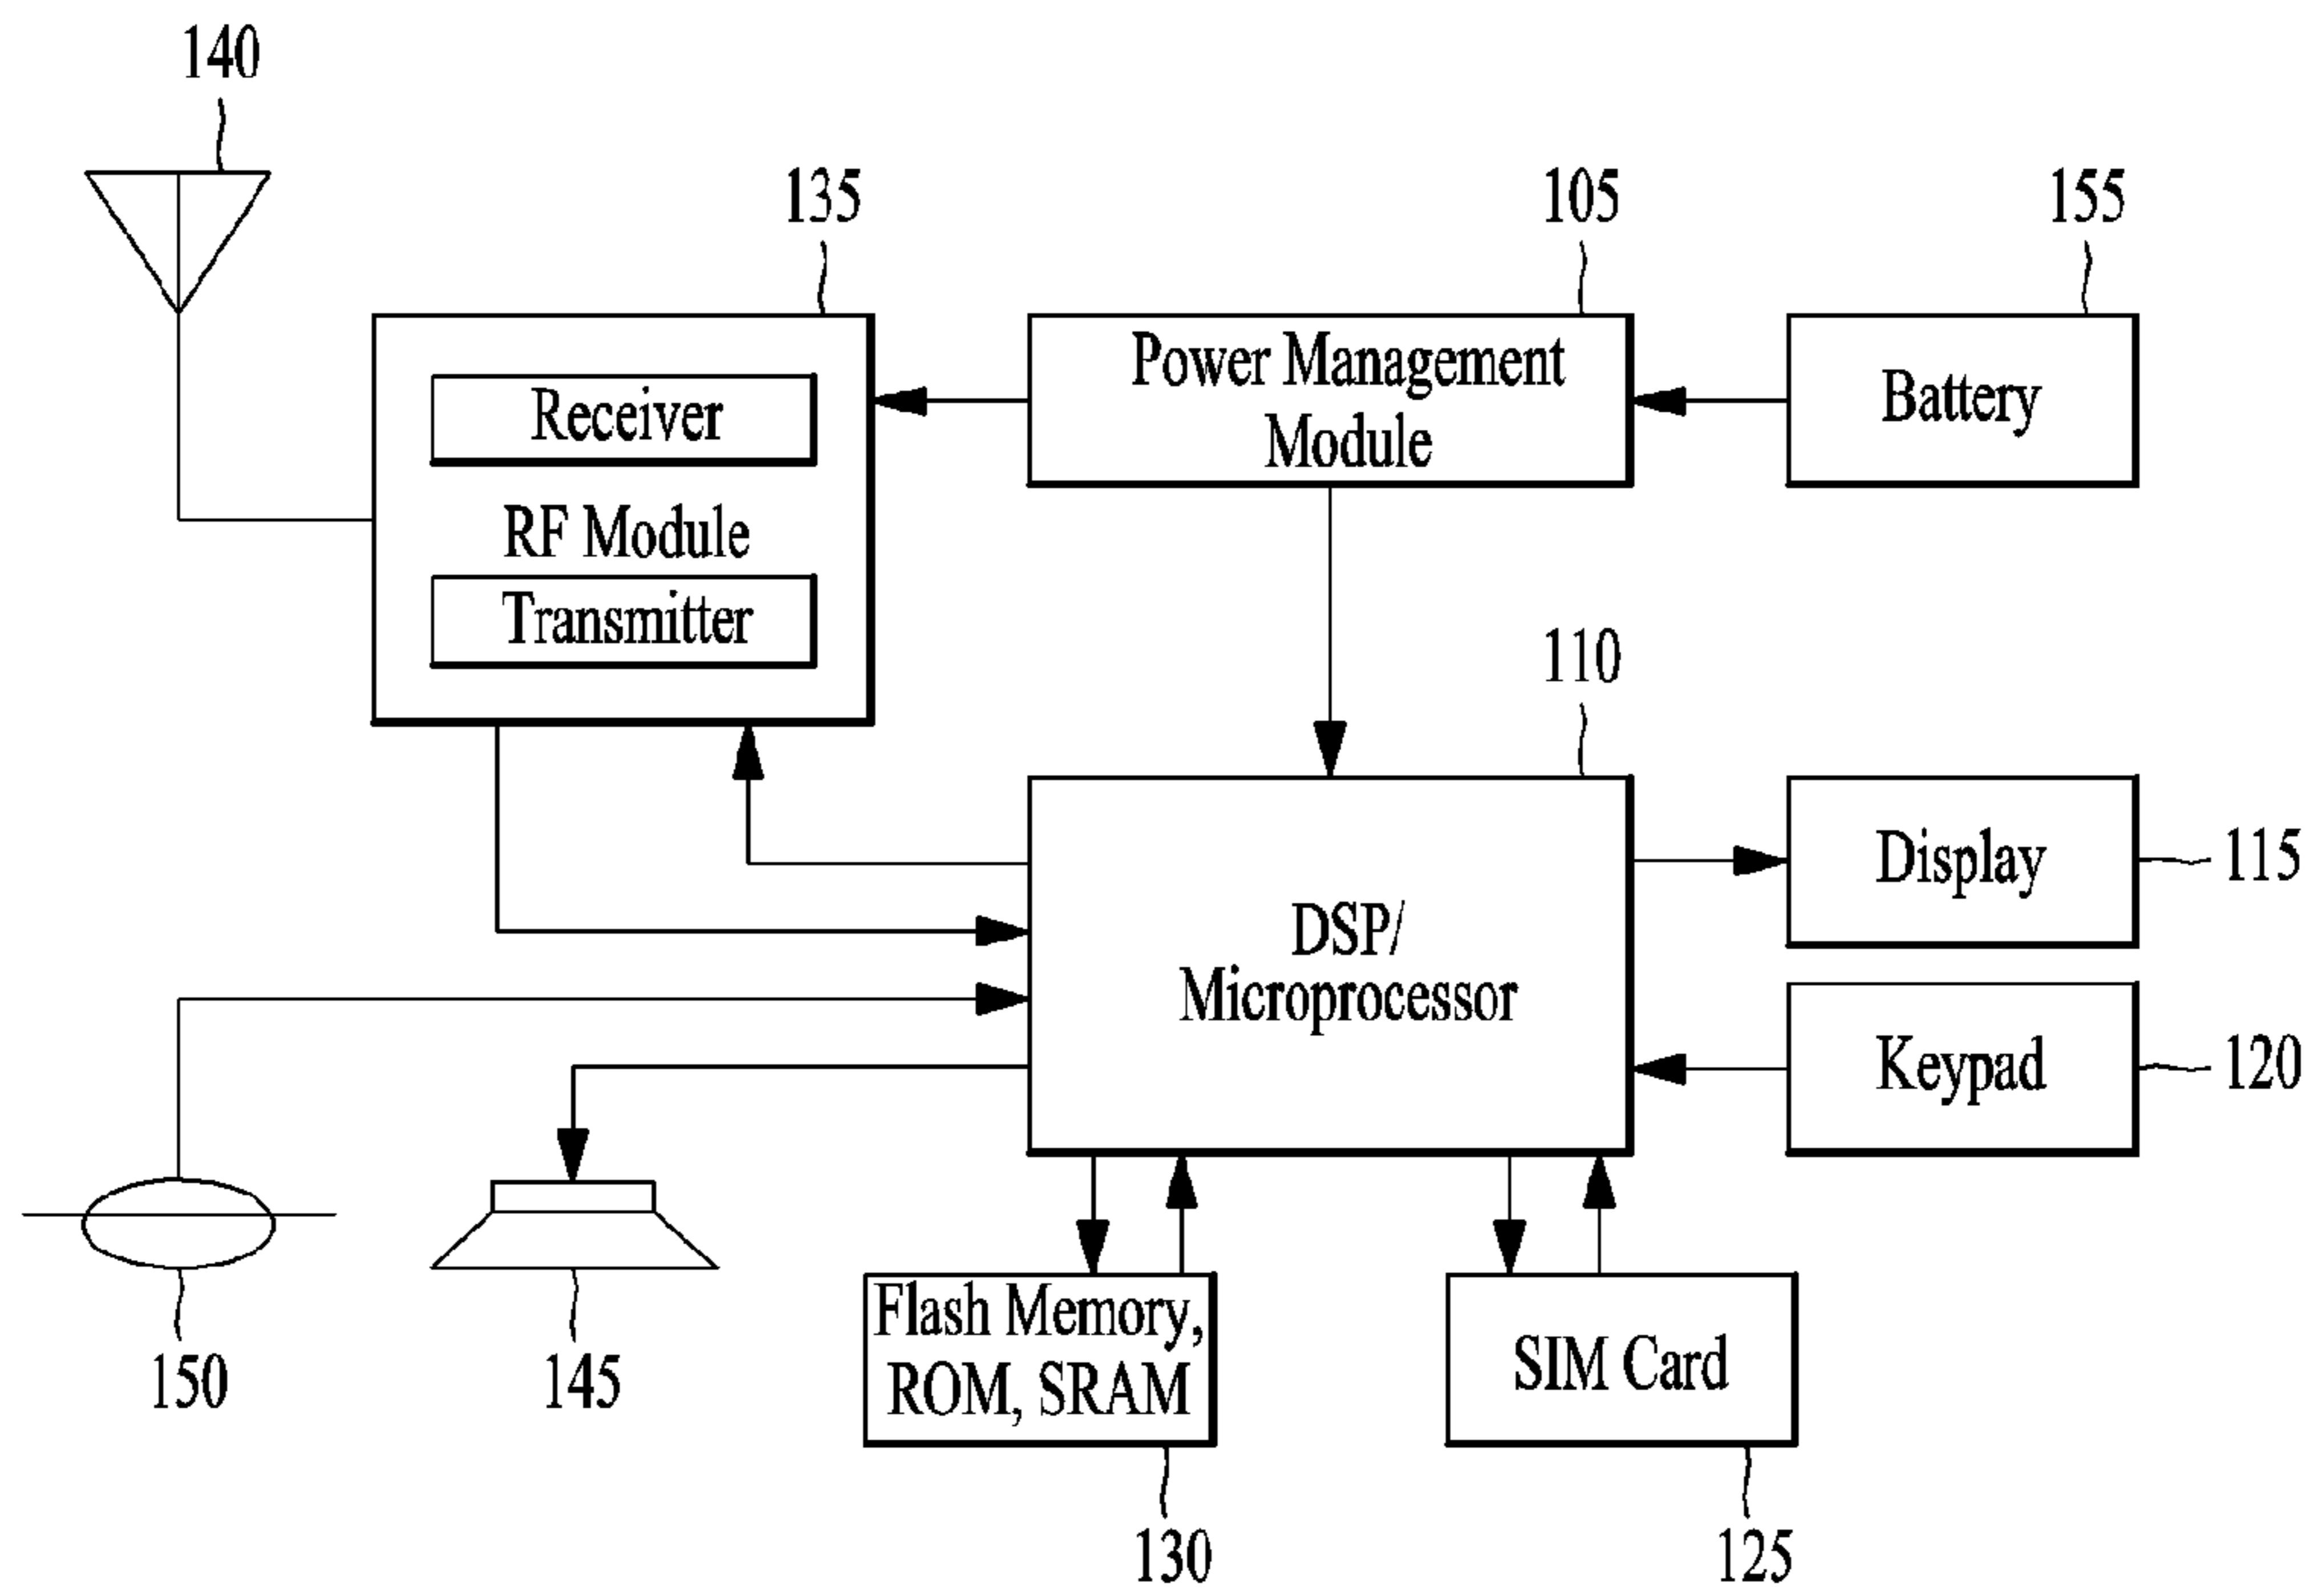 140
135
105
155
Receiver
RF Module
Transmitter
Power Management
Module
Battery
110
DSP/
Microprocessor
Display
115
Keypad
120
150
145
Flash Memory,
ROM, SRAM
SIM Card
130
125